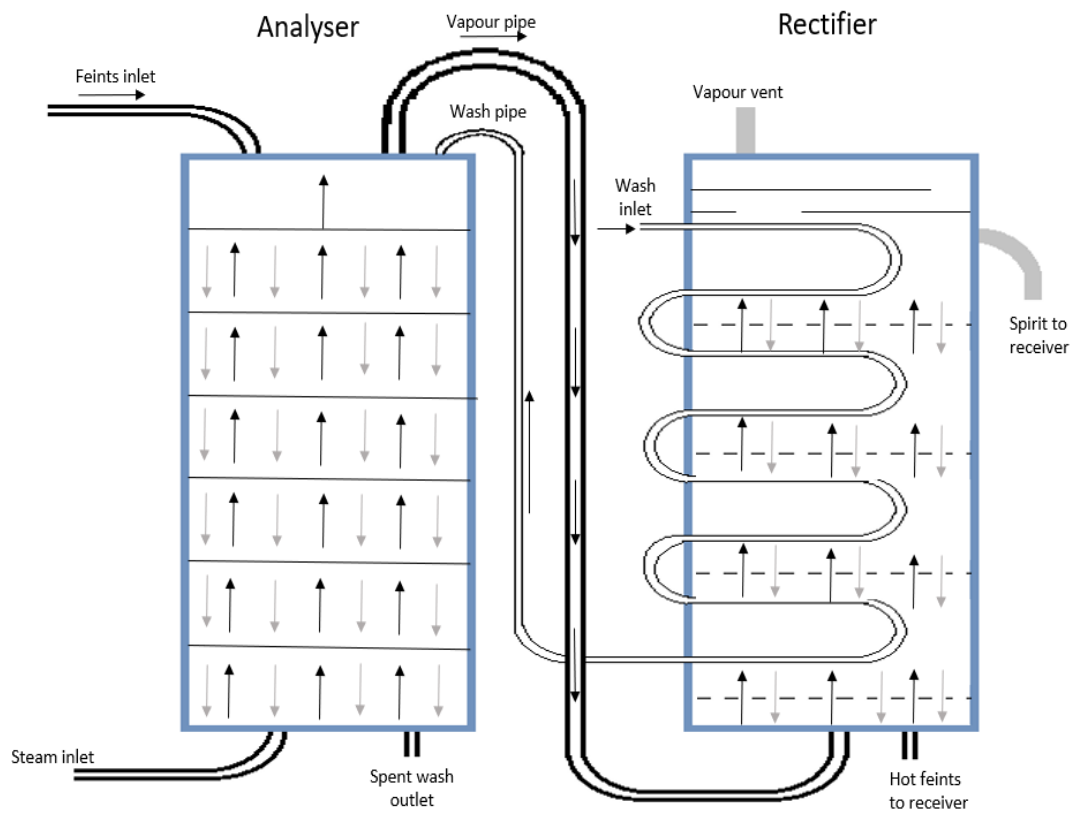 Analyser
Vapour pipe
Rectifier
Feints inlet
Vapour vent
Wash pipe
Wash
inlet
Spirit to
receiver
Steam inlet
Spent wash
outlet
Hot feints
to receiver